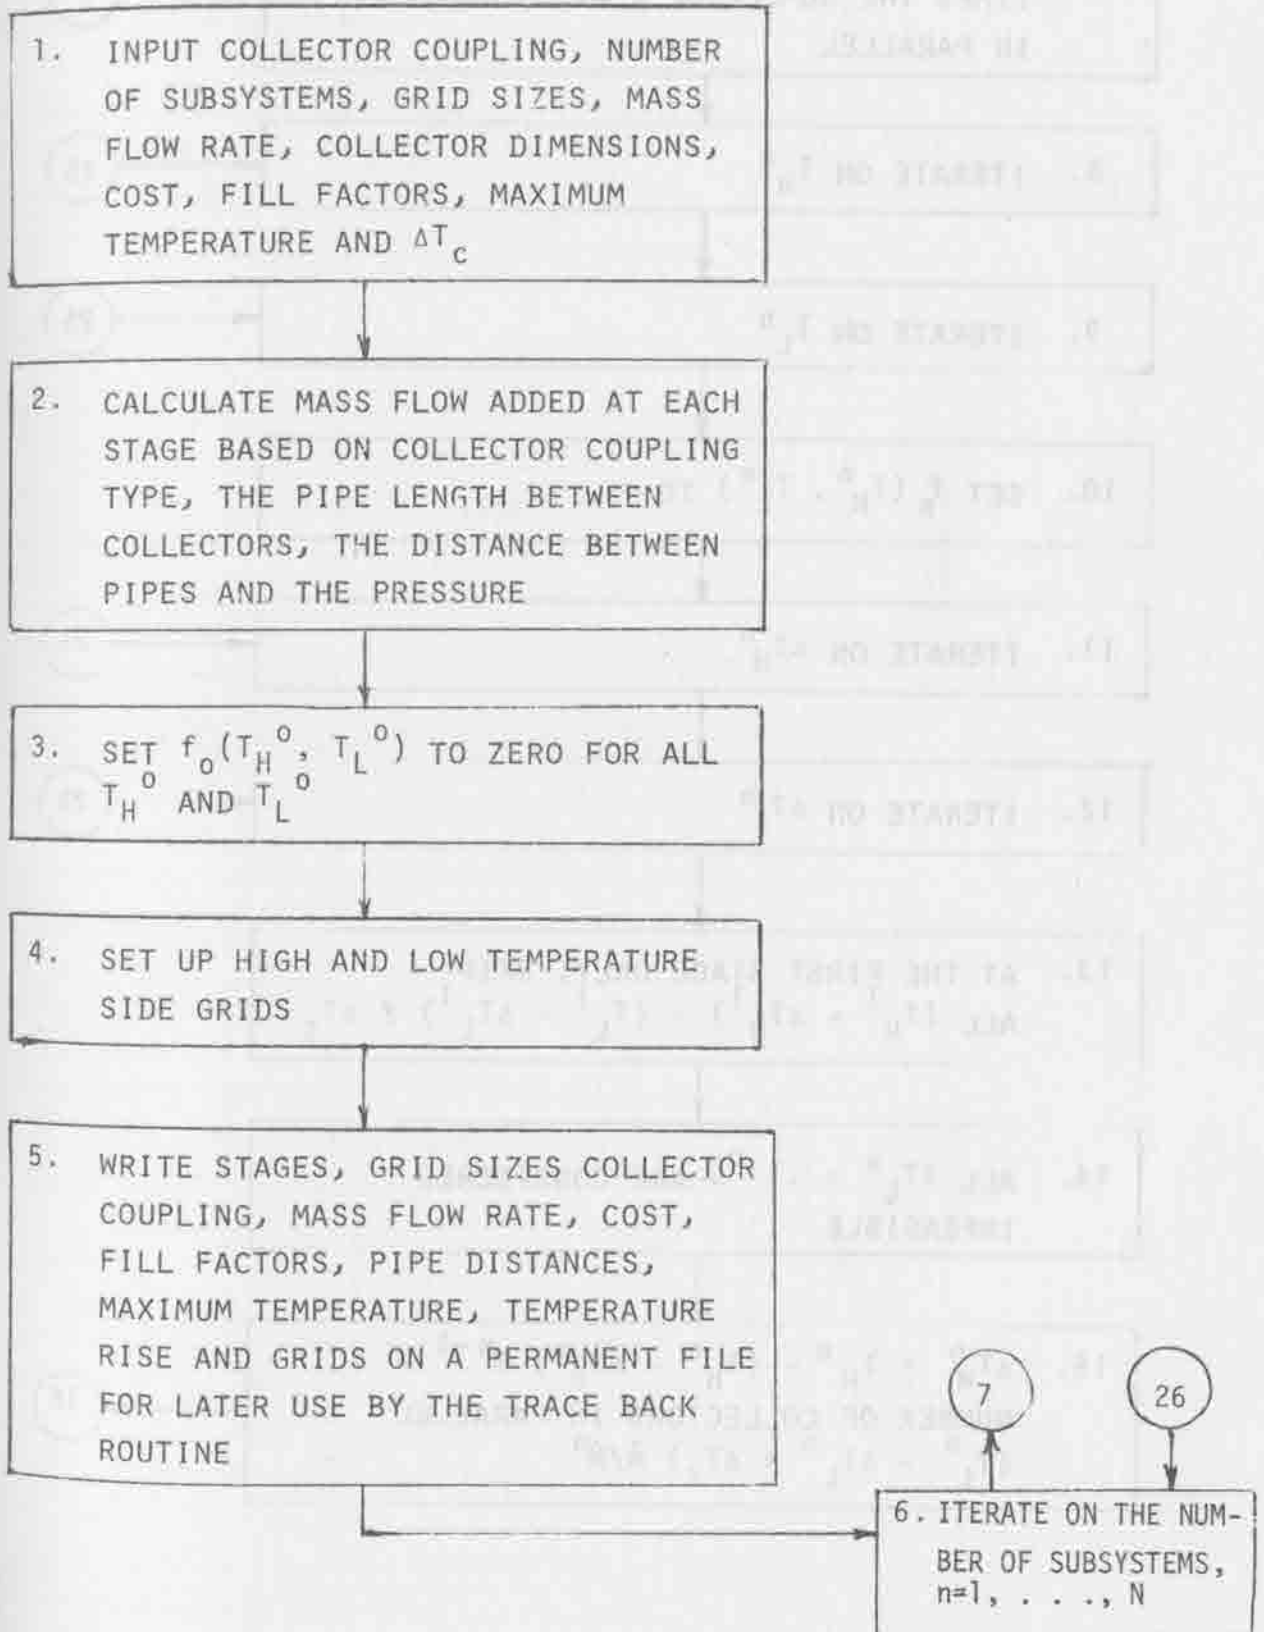 1. INPUT COLLECTOR COUPLING, NUMBER
OF SUBSYSTEMS, GRID SIZES, MASS
FLOW RATE, COLLECTOR DIMENSIONS,
COST, FILL FACTORS, MAXIMUM
TEMPERATURE AND ΔT_c
2. CALCULATE MASS FLOW ADDED AT EACH
STAGE BASED ON COLLECTOR COUPLING
TYPE, THE PIPE LENGTH BETWEEN
COLLECTORS, THE DISTANCE BETWEEN
PIPES AND THE PRESSURE
3. SET f_o(T_H^o, T_L^o) TO ZERO FOR ALL
T_H^o AND T_L^o
4. SET UP HIGH AND LOW TEMPERATURE
SIDE GRIDS
5. WRITE STAGES, GRID SIZES COLLECTOR
COUPLING, MASS FLOW RATE, COST,
FILL FACTORS, PIPE DISTANCES,
MAXIMUM TEMPERATURE, TEMPERATURE
RISE AND GRIDS ON A PERMANENT FILE
FOR LATER USE BY THE TRACE BACK
ROUTINE
7 26
6. ITERATE ON THE NUM-
BER OF SUBSYSTEMS,
n=1, . . ., N